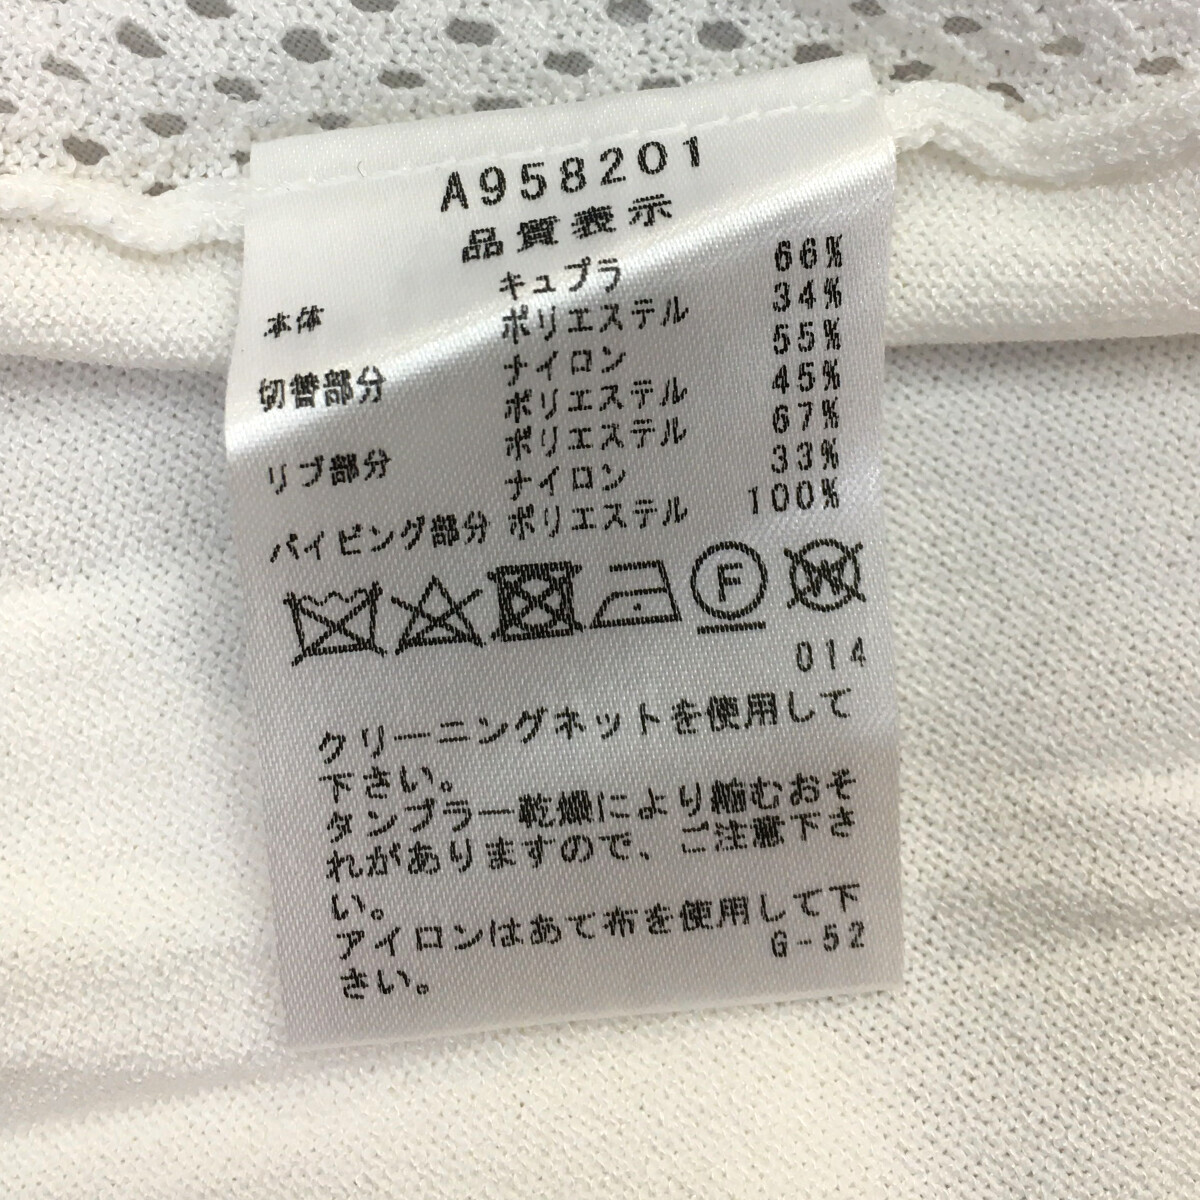 A958201
品質表示
本体 キュプラ 66%
ポリエステル 34%
切替部分 ナイロン 55%
ポリエステル 45%
リブ部分 ポリエステル 67%
ナイロン 33%
パイピング部分 ポリエステル 100%
F W
014
クリーニングネットを使用して
下さい。
タンブラー乾燥により縮むおそ
れがありますので、ご注意下さ
い。
アイロンはあて布を使用して下
さい。 G-52